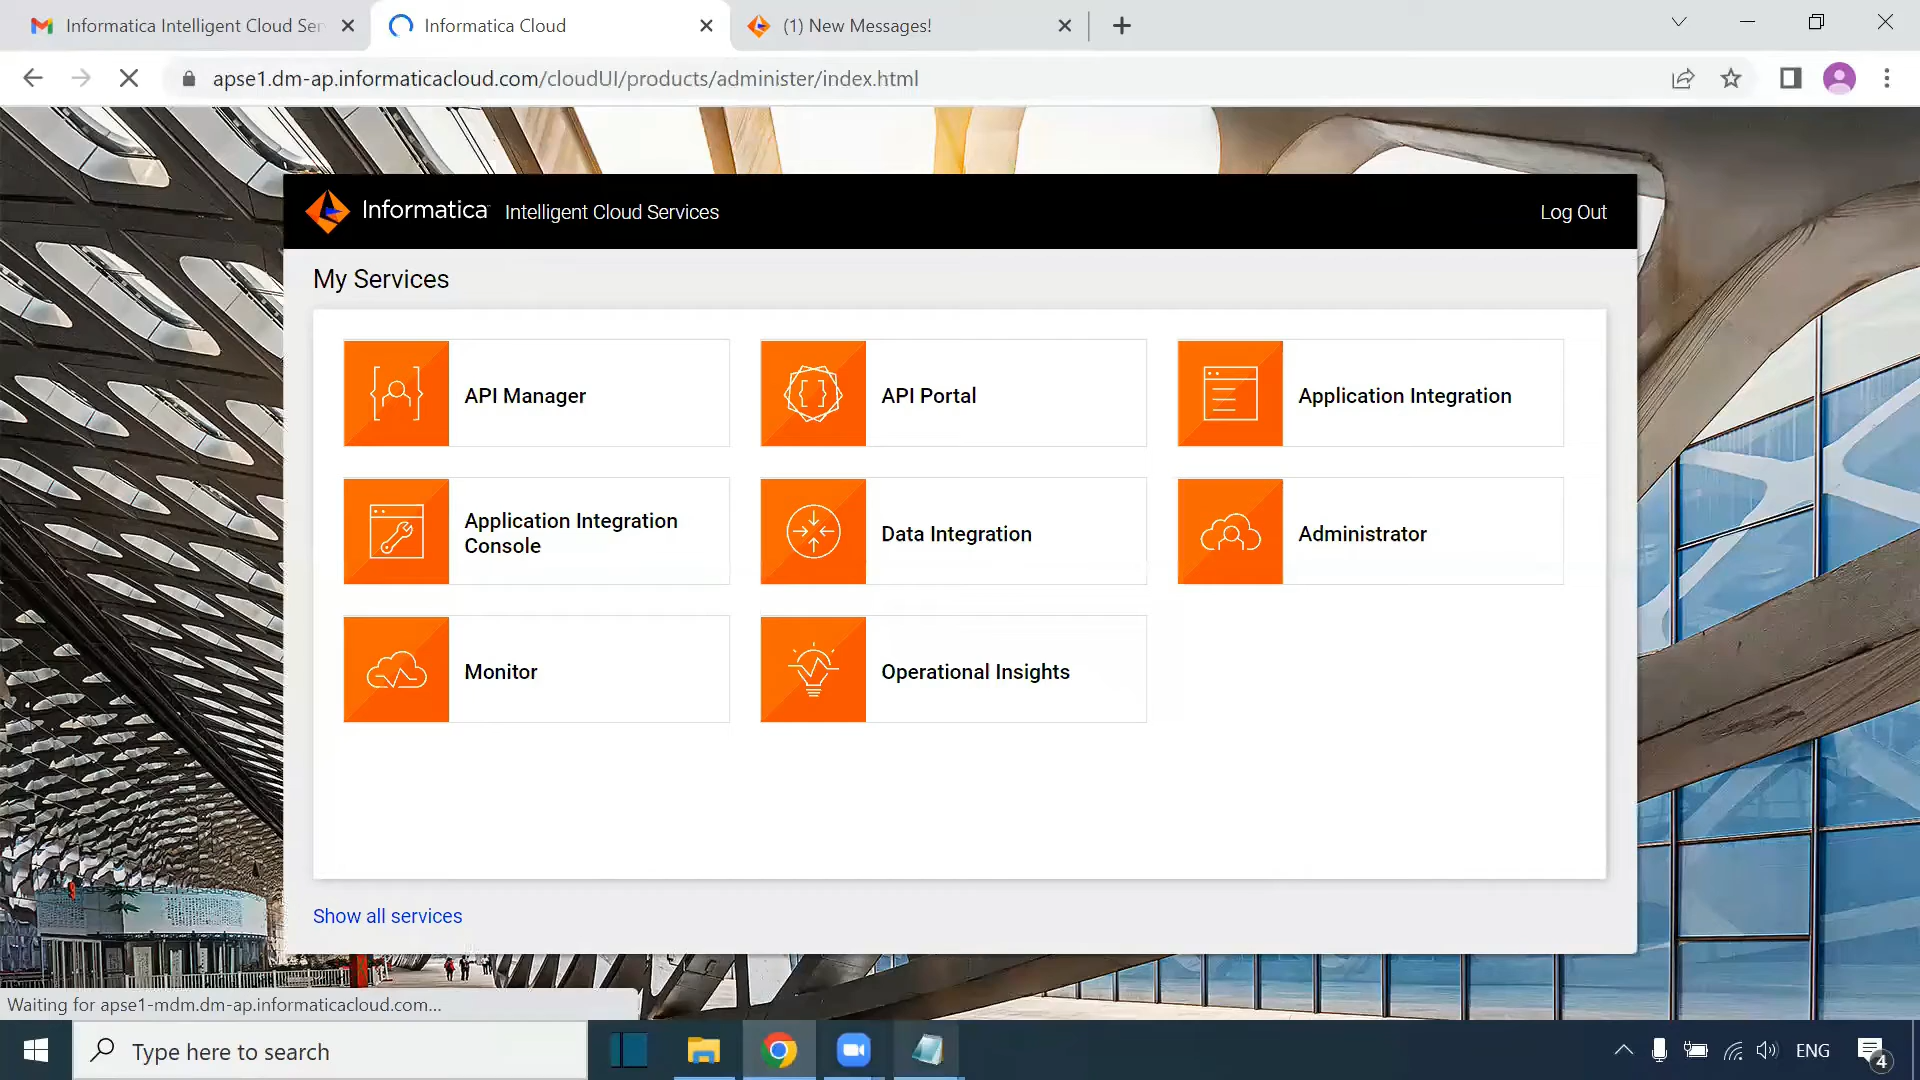 Informatica Intelligent Cloud Ser
Informatica Cloud
(1) New Messages!
apse1.dm-ap.informaticacloud.com/cloudUI/products/administer/index.html
Informatica Intelligent Cloud Services
Log Out
My Services
API Manager
API Portal
Application Integration
Application Integration
Console
Data Integration
Administrator
Monitor
Operational Insights
Show all services
Waiting for apse1-mdm.dm-ap.informaticacloud.com...
Type here to search
ENG
4